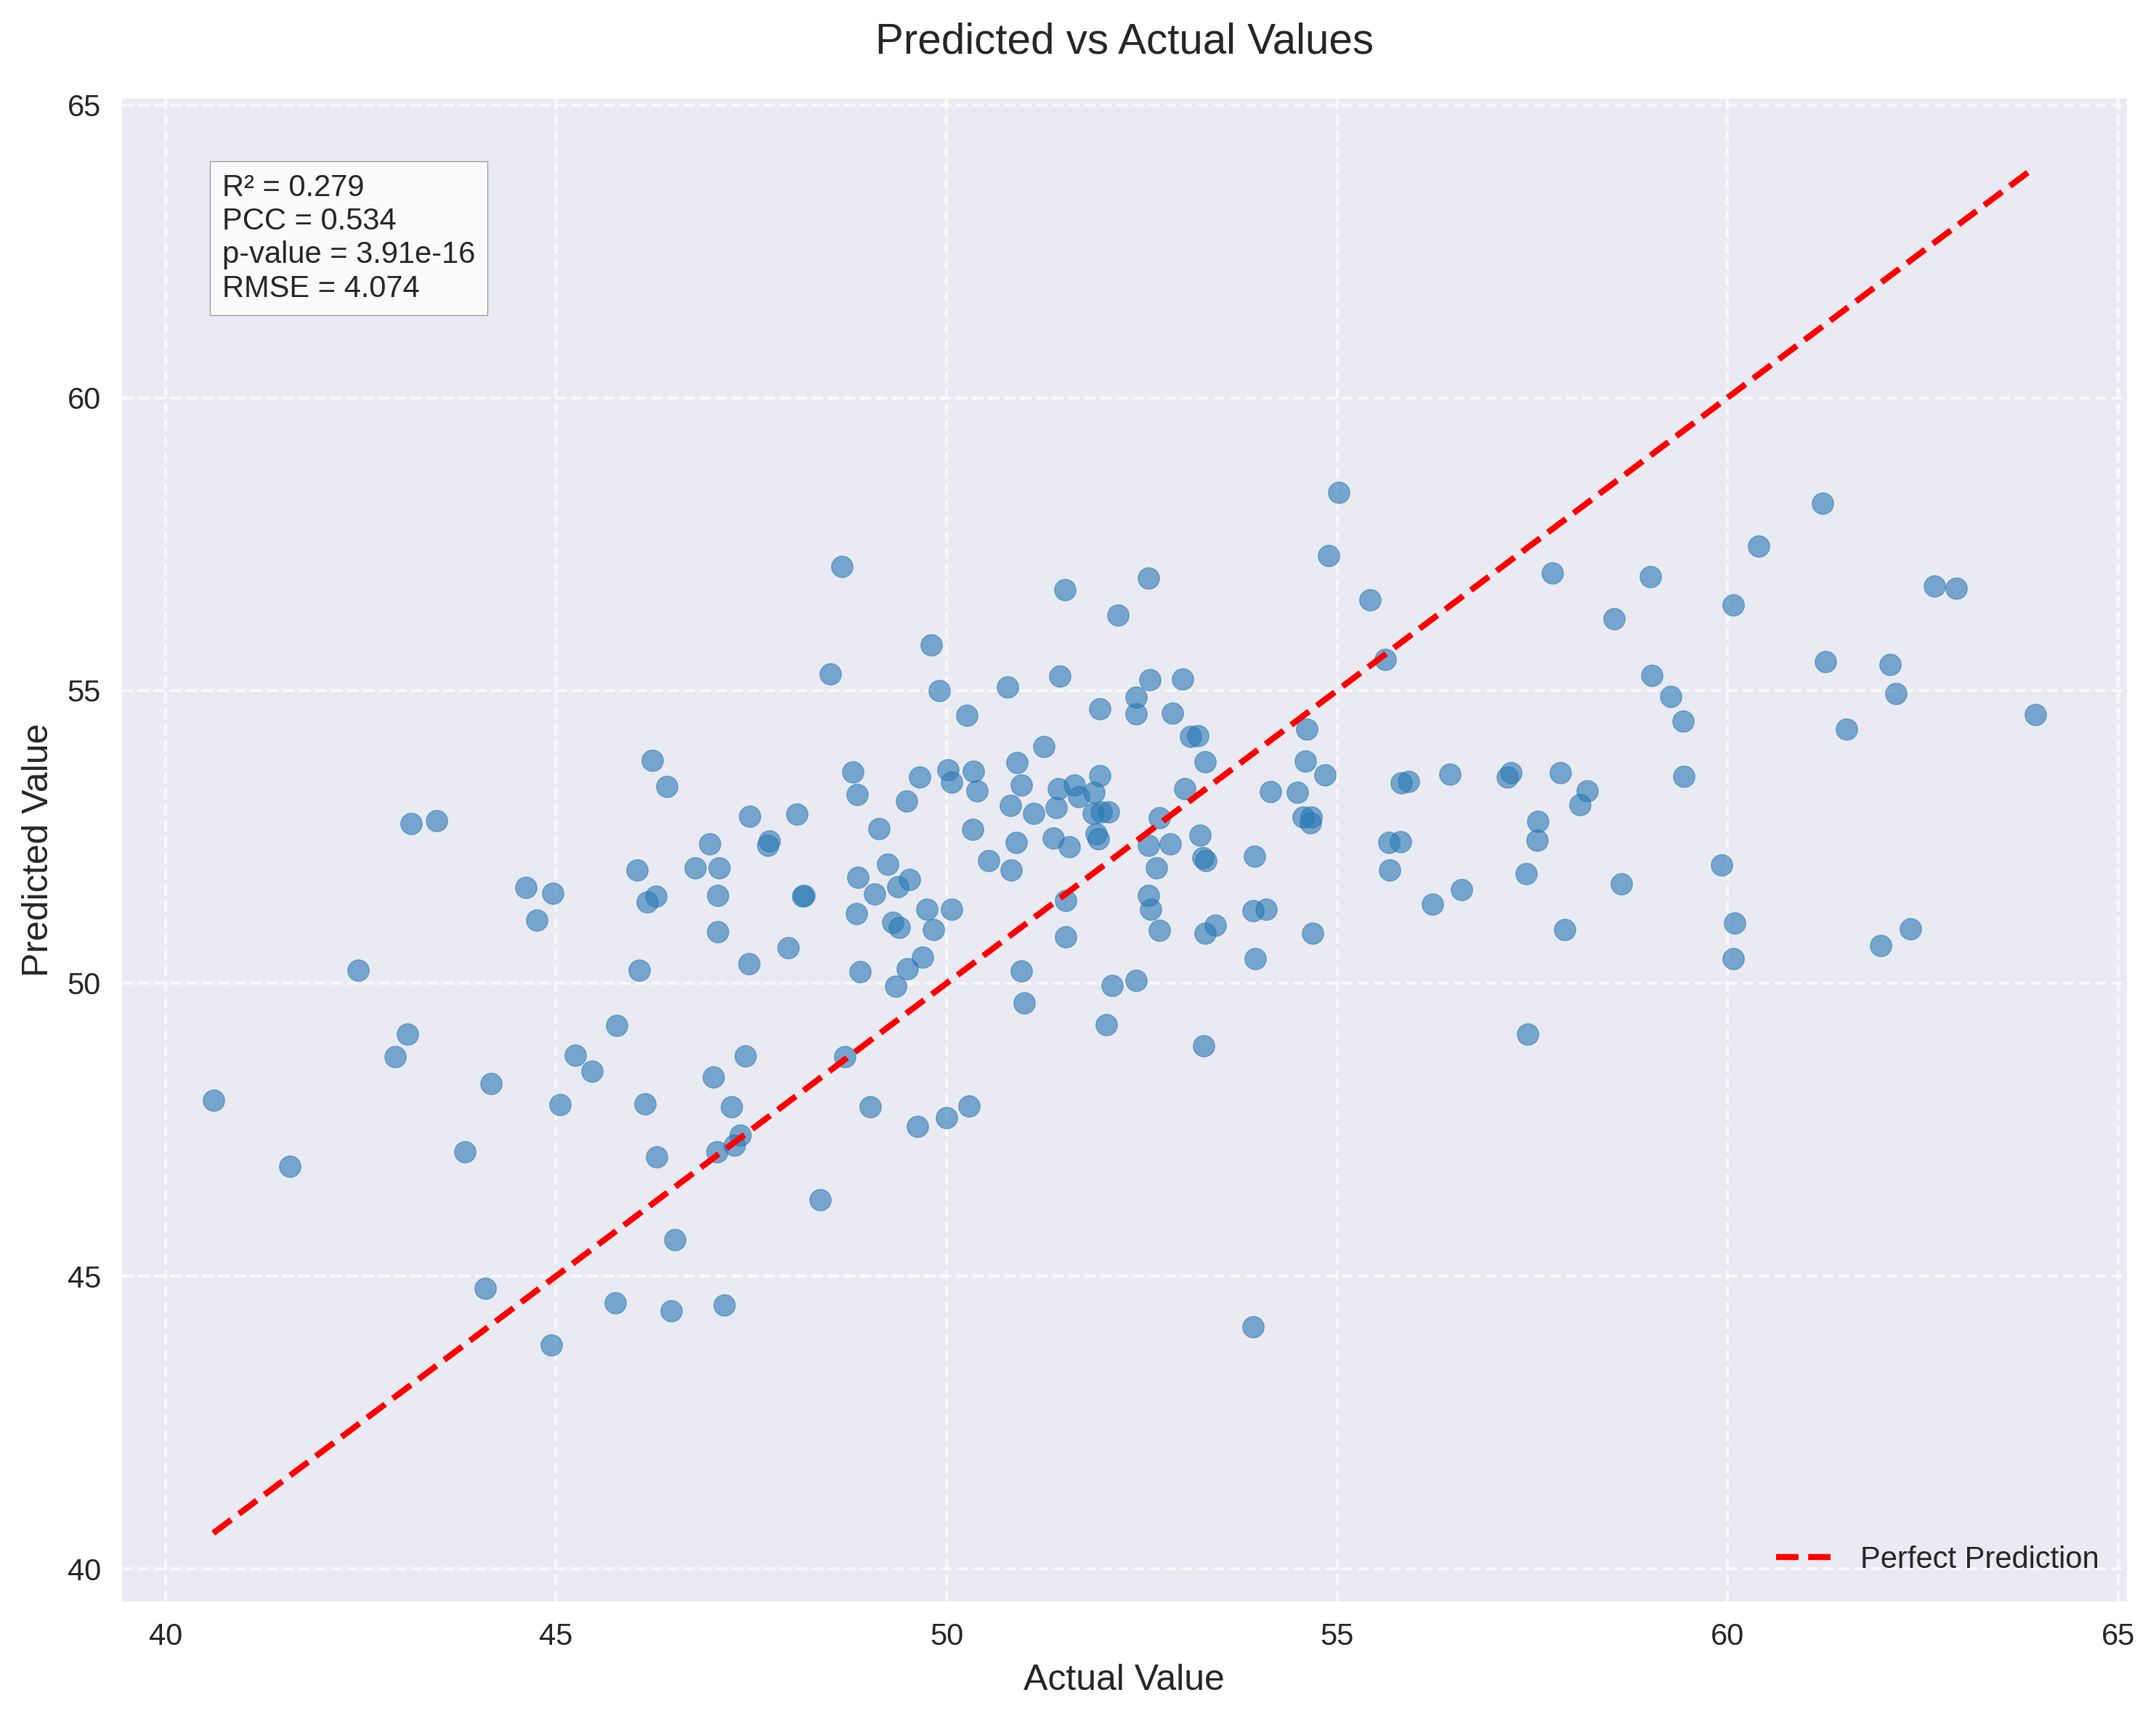 Predicted vs Actual Values
65
60
55
50
45
40
Predicted Value
R² = 0.279
PCC = 0.534
p-value = 3.91e-16
RMSE = 4.074
Perfect Prediction
40 45 50 55 60 65
Actual Value